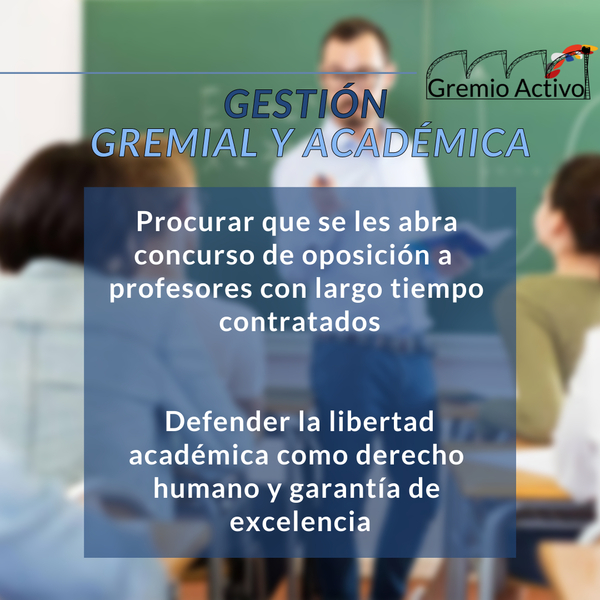 Gremio Activo
GESTIÓN
GREMIAL Y ACADÉMICA
Procurar que se les abra
concurso de oposición a
profesores con largo tiempo
contratados
Defender la libertad
académica como derecho
humano y garantía de
excelencia